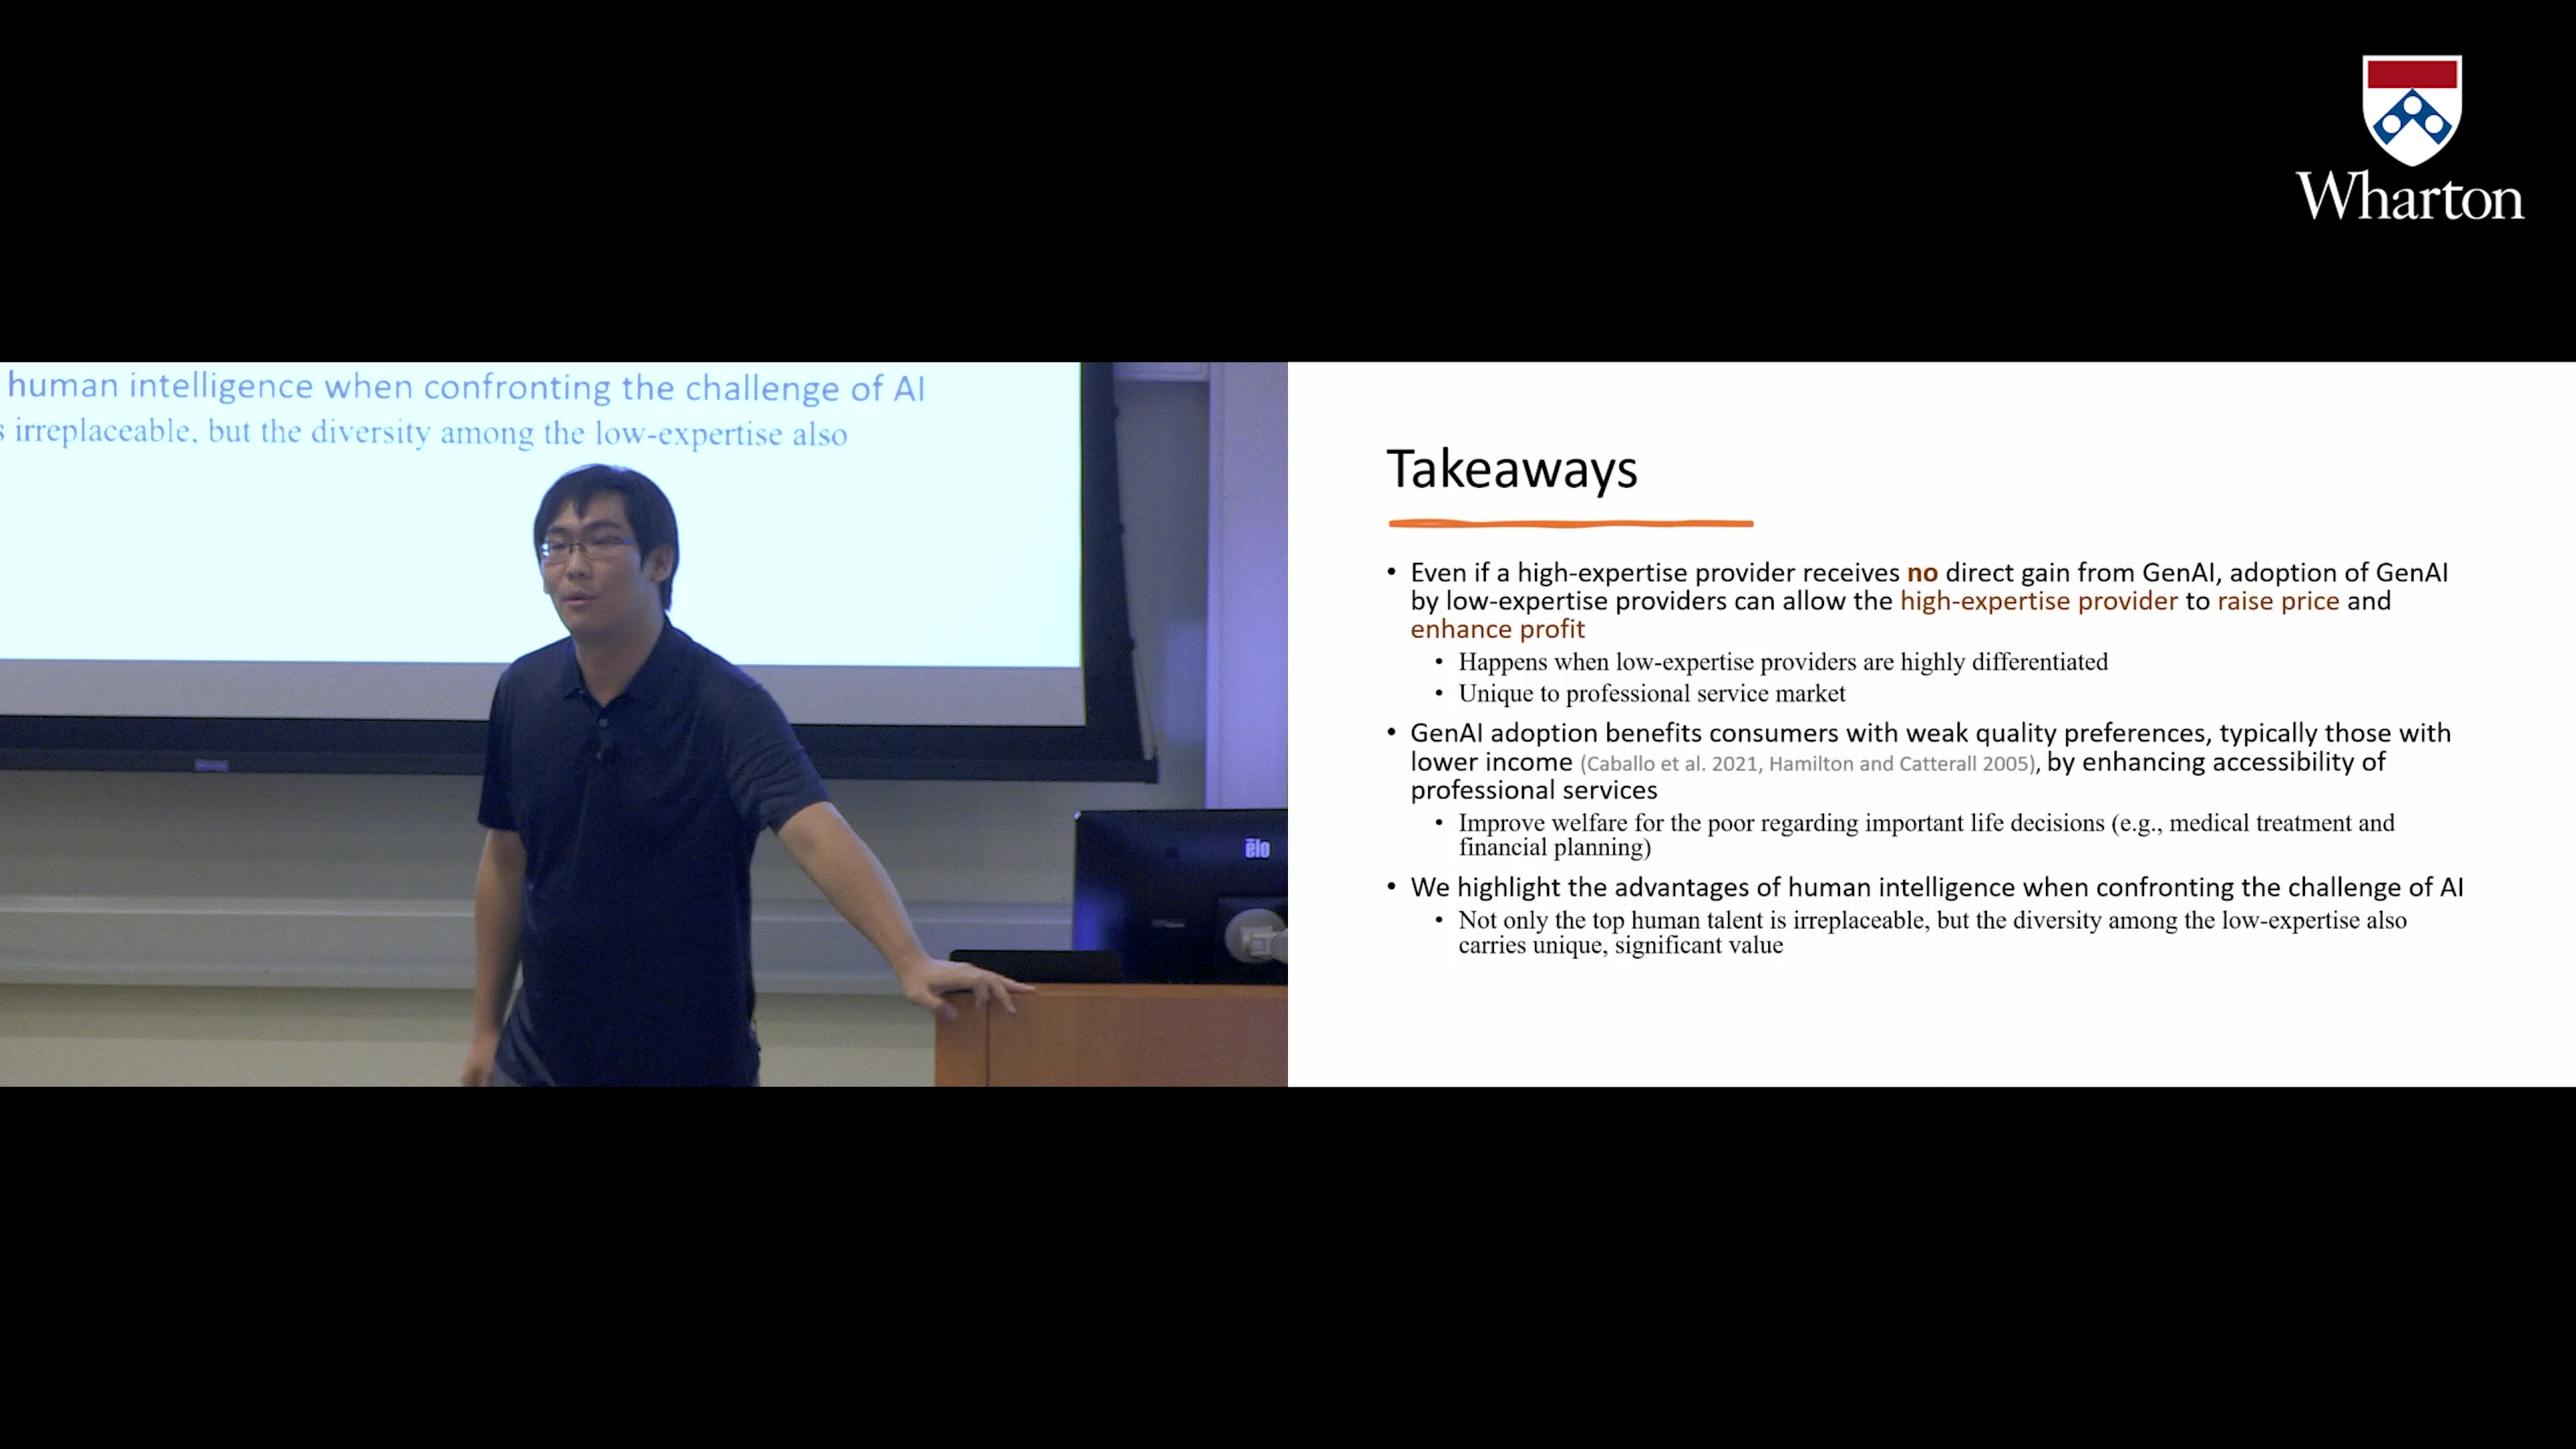 Wharton
human intelligence when confronting the challenge of AI
s irreplaceable, but the diversity among the low-expertise also
elo
Takeaways
• Even if a high-expertise provider receives no direct gain from GenAI, adoption of GenAI
by low-expertise providers can allow the high-expertise provider to raise price and
enhance profit
• Happens when low-expertise providers are highly differentiated
• Unique to professional service market
• GenAI adoption benefits consumers with weak quality preferences, typically those with
lower income (Caballo et al. 2021, Hamilton and Catterall 2005), by enhancing accessibility of
professional services
• Improve welfare for the poor regarding important life decisions (e.g., medical treatment and
financial planning)
• We highlight the advantages of human intelligence when confronting the challenge of AI
• Not only the top human talent is irreplaceable, but the diversity among the low-expertise also
carries unique, significant value